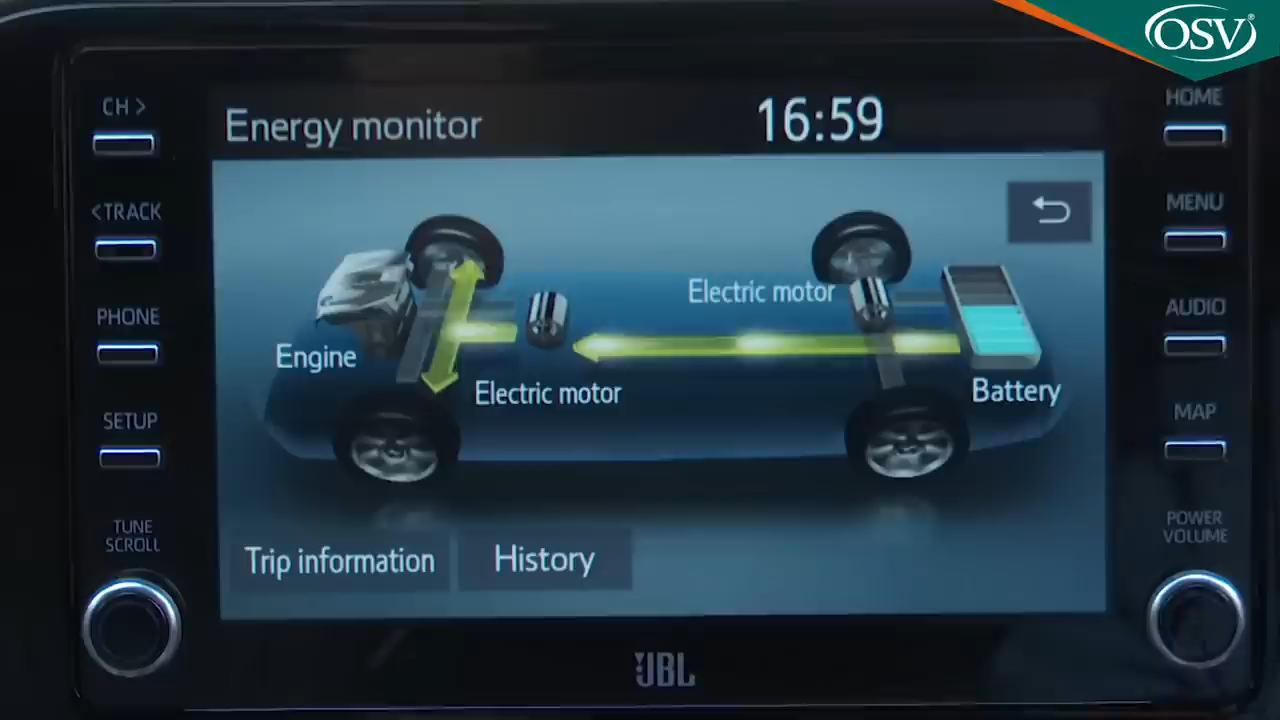 OSV®
CH >
HOME
Energy monitor
16:59
<TRACK
MENU
Electric motor
PHONE
AUDIO
Engine
Electric motor
Battery
SETUP
MAP
TUNE
SCROLL
POWER
VOLUME
Trip information
History
JBL